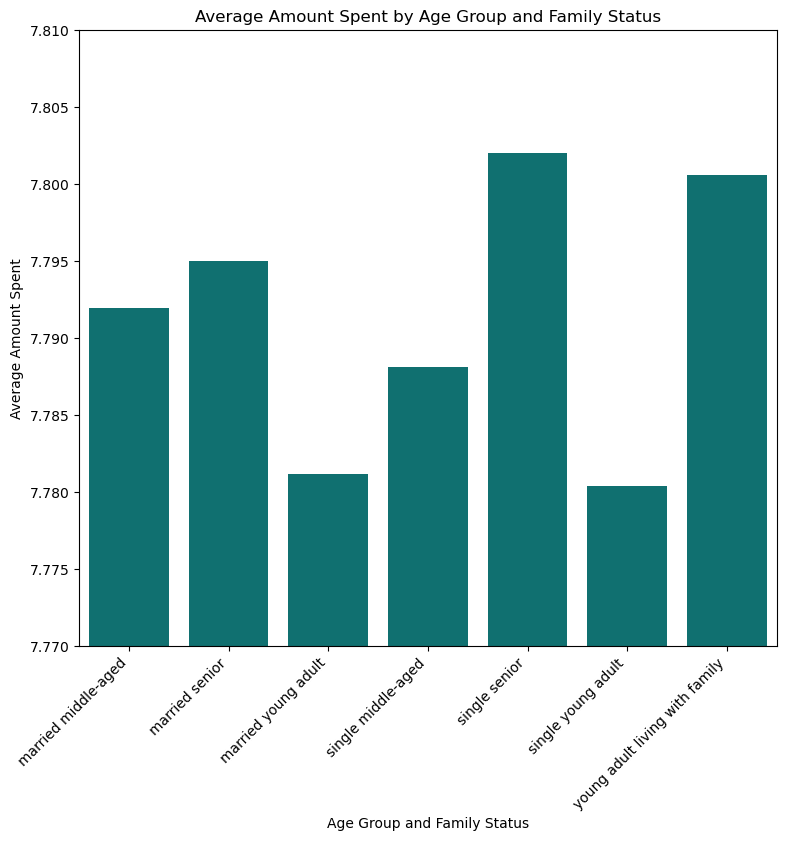 Average Amount Spent by Age Group and Family Status
7.810
7.805
7.800
7.795
7.790
7.785
7.780
7.775
7.770
Average Amount Spent
married middle-aged
married senior
married young adult
single middle-aged
single senior
single young adult
young adult living with family
Age Group and Family Status